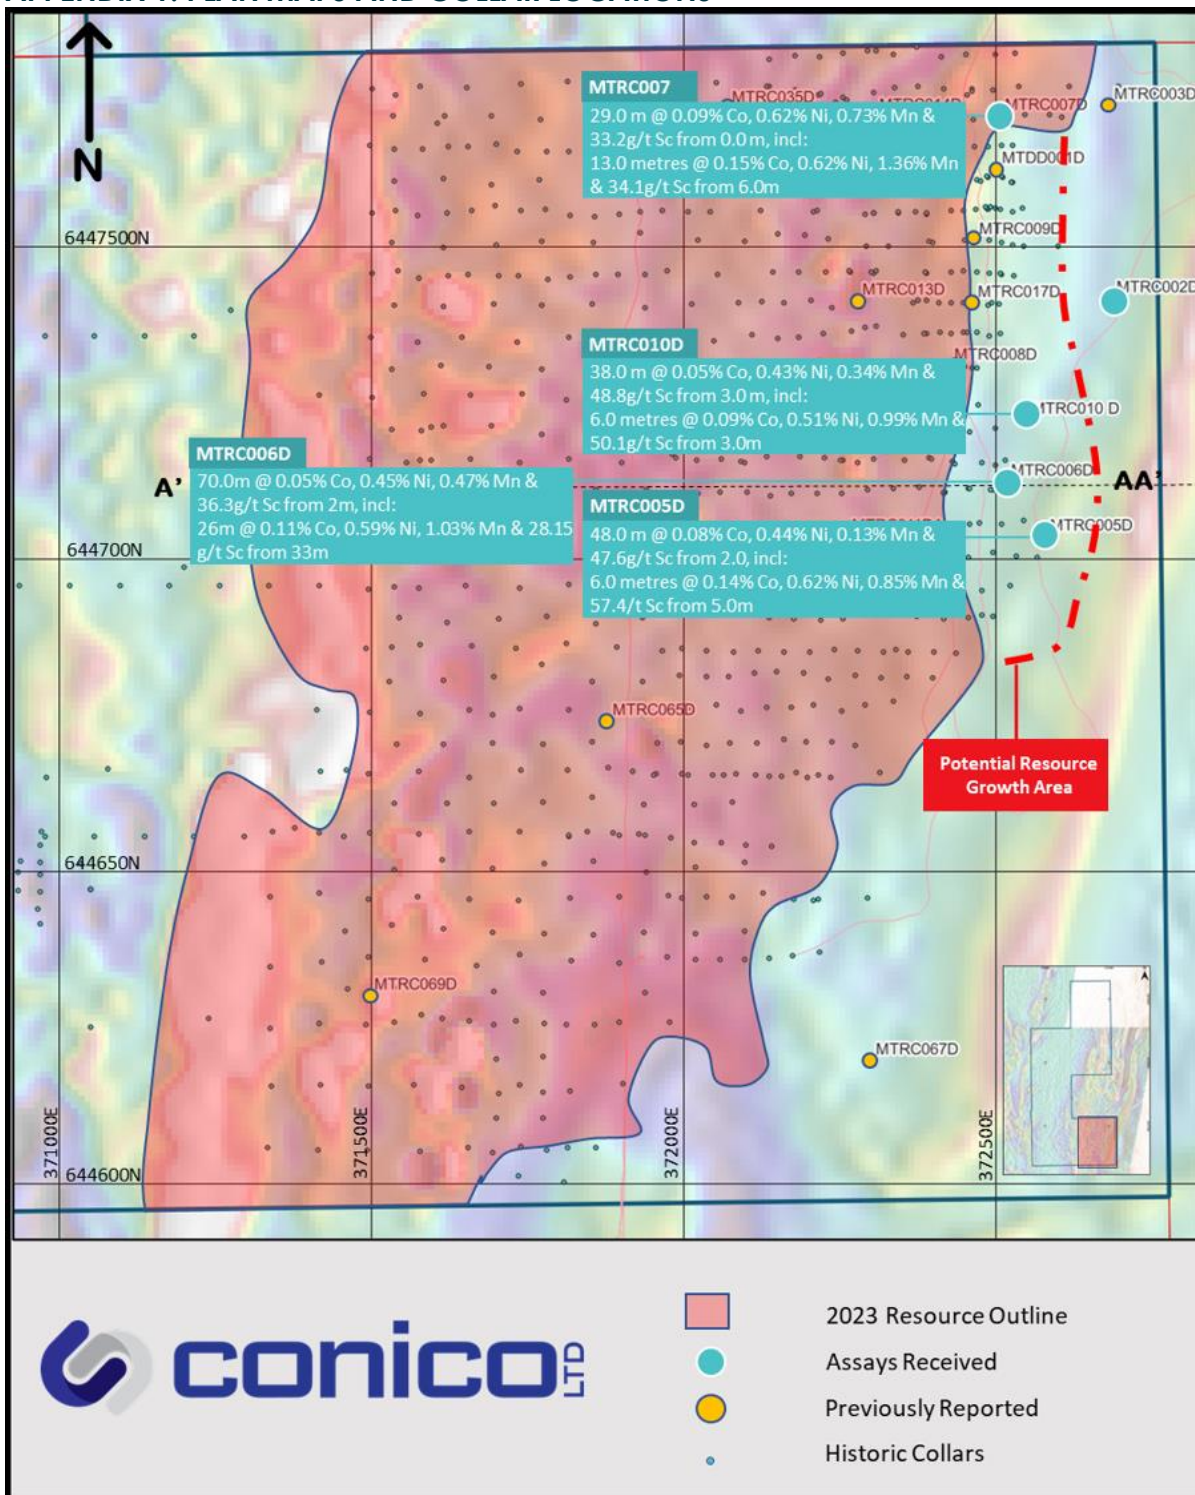 N
MTRC007
29.0 m @ 0.09% Co, 0.62% Ni, 0.73% Mn &
33.2g/t Sc from 0.0 m, incl:
13.0 metres @ 0.15% Co, 0.62% Ni, 1.36% Mn
& 34.1g/t Sc from 6.0m
MTRC035D
MTRC007D
MTRC003D
MTDD001D
MTRC009D
6447500N
MTRC013D
MTRC017D
MTRC002D
MTRC010D
38.0 m @ 0.05% Co, 0.43% Ni, 0.34% Mn &
48.8g/t Sc from 3.0 m, incl:
6.0 metres @ 0.09% Co, 0.51% Ni, 0.99% Mn &
50.1g/t Sc from 3.0m
MTRC008D
MTRC010 D
MTRC006D
70.0m @ 0.05% Co, 0.45% Ni, 0.47% Mn &
36.3g/t Sc from 2m, incl:
26m @ 0.11% Co, 0.59% Ni, 1.03% Mn & 28.15
g/t Sc from 33m
A'
MTRC006D
AA'
MTRC005D
48.0 m @ 0.08% Co, 0.44% Ni, 0.13% Mn &
47.6g/t Sc from 2.0, incl:
6.0 metres @ 0.14% Co, 0.62% Ni, 0.85% Mn &
57.4/t Sc from 5.0m
MTRC005D
644700N
MTRC065D
Potential Resource
Growth Area
644650N
MTRC069D
MTRC067D
644600N
371000E
371500E
372000E
372500E
conico LTD
2023 Resource Outline
Assays Received
Previously Reported
Historic Collars